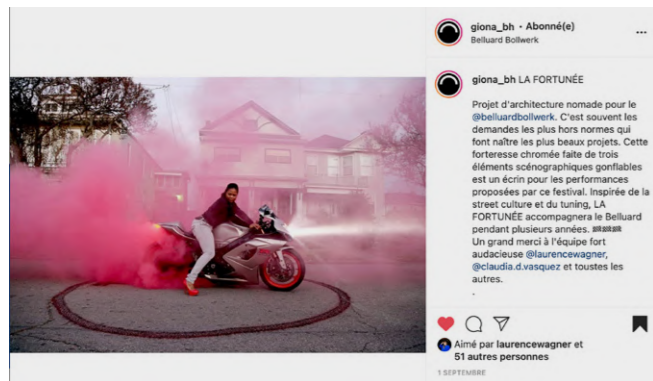 giona_bh • Abonné(e)
Belluard Bollwerk
giona_bh LA FORTUNÉE
Projet d'architecture nomade pour le
@belluardbollwerk. C'est souvent les
demandes les plus hors normes qui
font naître les plus beaux projets. Cette
forteresse chromée faite de trois
éléments scénographiques gonflables
est un écrin pour les performances
proposées par ce festival. Inspirée de la
street culture et du tuning, LA
FORTUNÉE accompagnera le Belluard
pendant plusieurs années.
Un grand merci à l'équipe fort
audacieuse @laurencewagner,
@claudia.d.vasquez et toustes les
autres.
.
Aimé par laurencewagner et
51 autres personnes
1 SEPTEMBRE